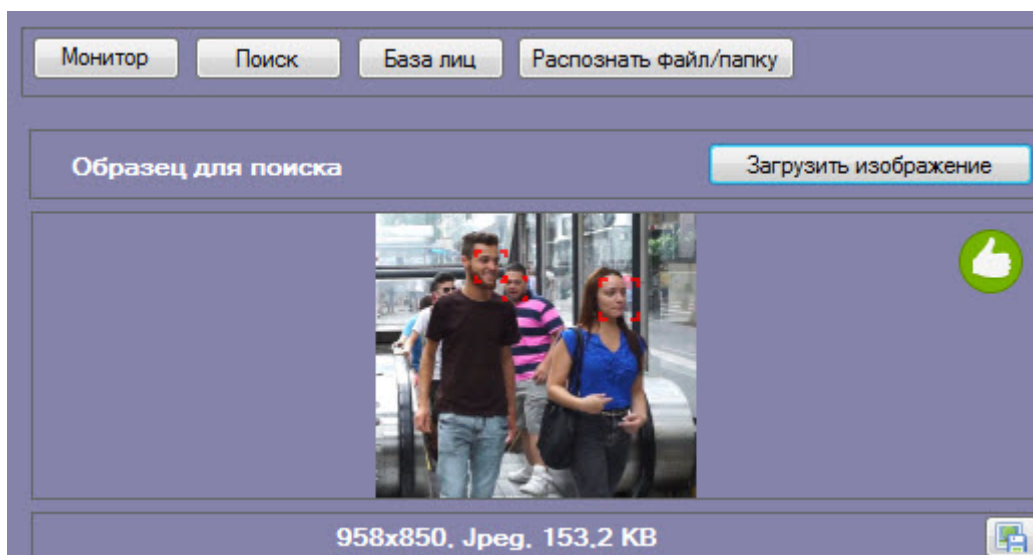 Монитор Поиск База лиц Распознать файл/папку
Образец для поиска Загрузить изображение
958x850, Jpeg, 153,2 KB